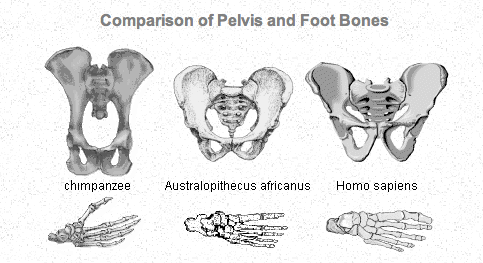 Comparison of Pelvis and Foot Bones
chimpanzee Australopithecus africanus Homo sapiens